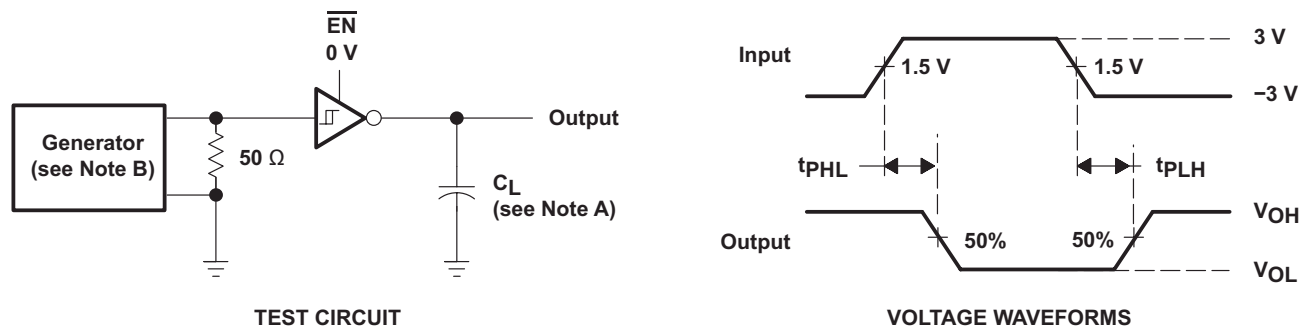 EN
0 V
Generator
(see Note B)
50 Ω
Output
CL
(see Note A)
TEST CIRCUIT
Input
1.5 V
1.5 V
3 V
−3 V
tPHL
tPLH
Output
50%
50%
VOH
VOL
VOLTAGE WAVEFORMS